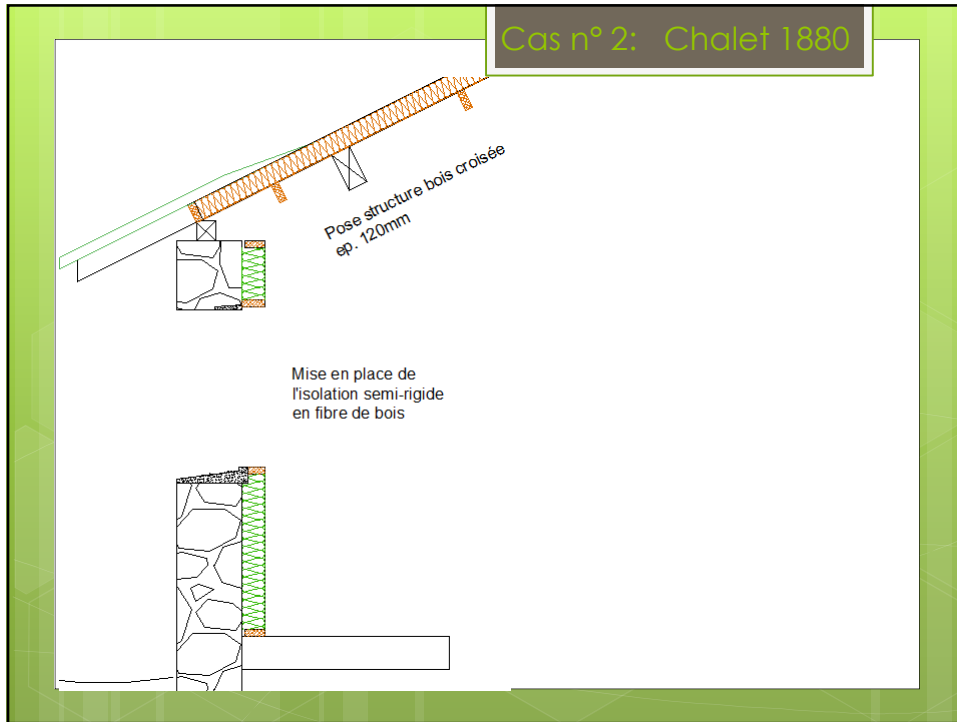 Cas n° 2: Chalet 1880
Pose structure bois croisée
ep. 120mm
Mise en place de
l'isolation semi-rigide
en fibre de bois